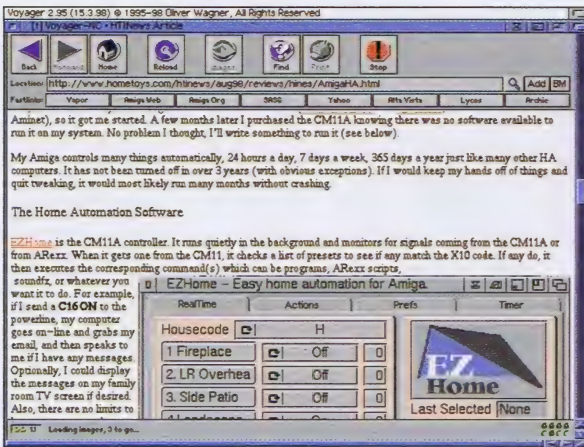 Voyager 2.95 (15.3.98) © 1995-98 Oliver Wagner, All Rights Reserved
[1] Voyager-NG • HTINews Article
Back Forward Home Reload Images Find Print Stop
Location: http://www.hometoys.com/htinews/aug98/reviews/hines/AmigaHA.html Add BM
Fastlinks: Vapor Amiga Web Amiga Org SASG Yahoo Alta Vista Lycos Archie
Aminet), so it got me started. A few months later I purchased the CM11A knowing there was no software available to
run it on my system. No problem I thought, I'll write something to run it (see below).
My Amiga controls many things automatically, 24 hours a day, 7 days a week, 365 days a year just like many other HA
computers. It has not been turned off in over 3 years (with obvious exceptions). If I would keep my hands off of things and
quit tweaking, it would most likely run many months without crashing.
The Home Automation Software
EZHome is the CM11A controller. It runs quietly in the background and monitors for signals coming from the CM11A or
from ARexx. When it gets one from the CM11, it checks a list of presets to see if any match the X10 code. If any do, it
then executes the corresponding command(s) which can be programs, ARexx scripts,
soundfx, or whatever you
want it to do. For example,
if I send a C16 ON to the
powerline, my computer
goes on-line and grabs my
email, and then speaks to
me if I have any messages.
Optionally, I could display
the messages on my family
room TV screen if desired.
Also, there are no limits to
EZHome – Easy home automation for Amiga.
RealTime Actions Prefs Timer
Housecode H
1 Fireplace Off 0
2. LR Overhea Off 0
3. Side Patio Off 0
4 Landscape
EZ
Home
Last Selected None
Loading images, 3 to go...